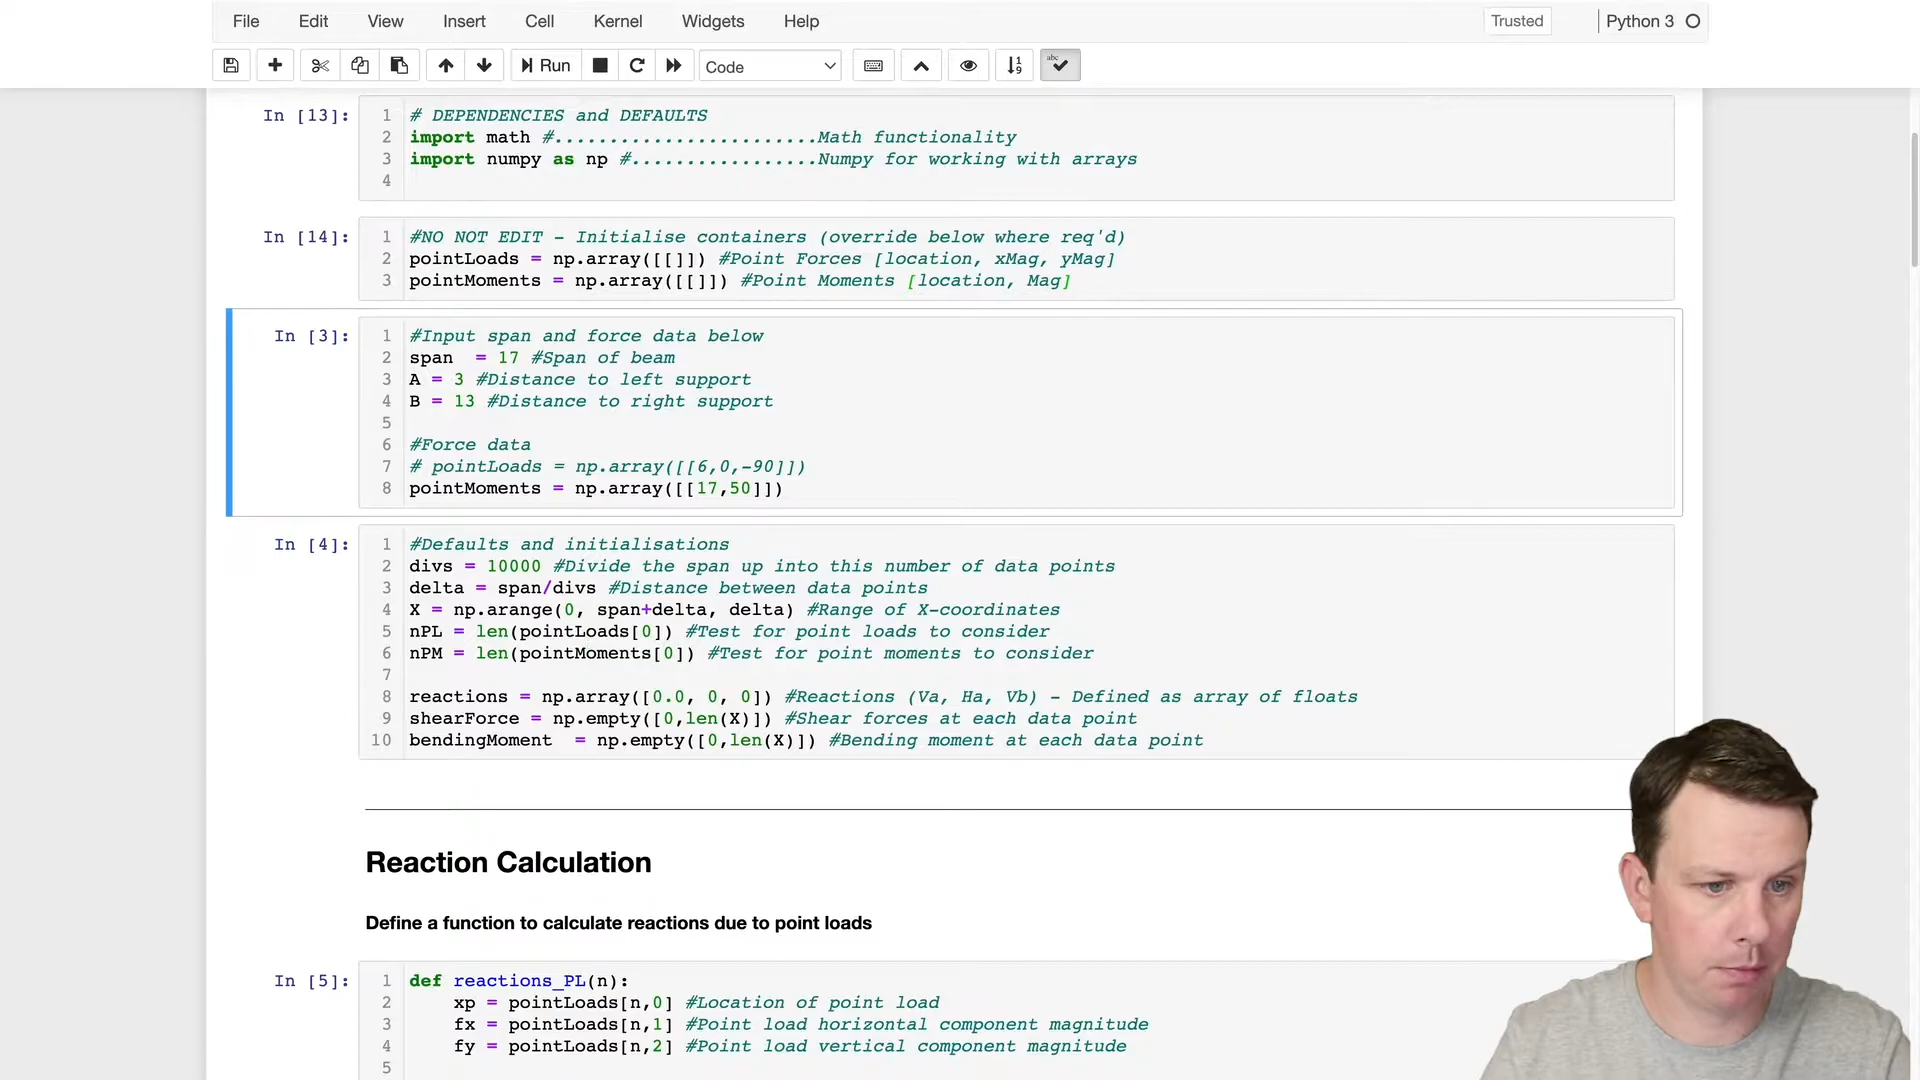 File Edit View Insert Cell Kernel Widgets Help Trusted Python 3
Run Code
In [13]:
1 # DEPENDENCIES and DEFAULTS
2 import math #........................Math functionality
3 import numpy as np #.................Numpy for working with arrays
4
In [14]:
1 #NO NOT EDIT - Initialise containers (override below where req'd)
2 pointLoads = np.array([[]]) #Point Forces [location, xMag, yMag]
3 pointMoments = np.array([[]]) #Point Moments [location, Mag]
In [3]:
1 #Input span and force data below
2 span  = 17 #Span of beam
3 A = 3 #Distance to left support
4 B = 13 #Distance to right support
5
6 #Force data
7 # pointLoads = np.array([[6,0,-90]])
8 pointMoments = np.array([[17,50]])
In [4]:
1 #Defaults and initialisations
2 divs = 10000 #Divide the span up into this number of data points
3 delta = span/divs #Distance between data points
4 X = np.arange(0, span+delta, delta) #Range of X-coordinates
5 nPL = len(pointLoads[0]) #Test for point loads to consider
6 nPM = len(pointMoments[0]) #Test for point moments to consider
7
8 reactions = np.array([0.0, 0, 0]) #Reactions (Va, Ha, Vb) - Defined as array of floats
9 shearForce = np.empty([0,len(X)]) #Shear forces at each data point
10 bendingMoment  = np.empty([0,len(X)]) #Bending moment at each data point
Reaction Calculation
Define a function to calculate reactions due to point loads
In [5]:
1 def reactions_PL(n):
2     xp = pointLoads[n,0] #Location of point load
3     fx = pointLoads[n,1] #Point load horizontal component magnitude
4     fy = pointLoads[n,2] #Point load vertical component magnitude
5